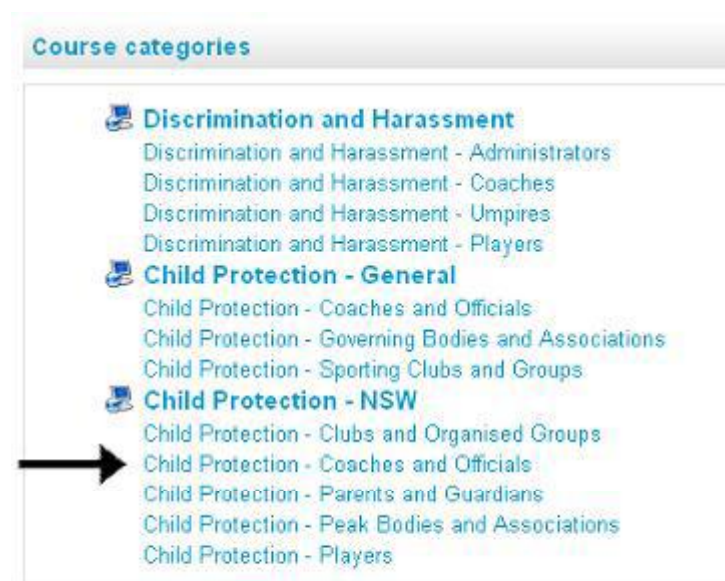 Course categories
Discrimination and Harassment
Discrimination and Harassment - Administrators
Discrimination and Harassment - Coaches
Discrimination and Harassment - Umpires
Discrimination and Harassment - Players
Child Protection - General
Child Protection - Coaches and Officials
Child Protection - Governing Bodies and Associations
Child Protection - Sporting Clubs and Groups
Child Protection - NSW
Child Protection - Clubs and Organised Groups
Child Protection - Coaches and Officials
Child Protection - Parents and Guardians
Child Protection - Peak Bodies and Associations
Child Protection - Players